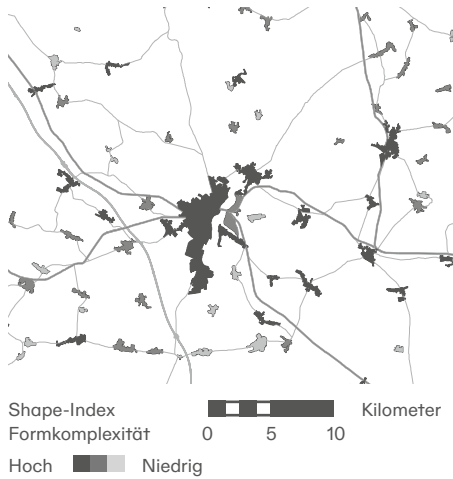 Shape-Index
Kilometer
Formkomplexität
0 5 10
Hoch
Niedrig